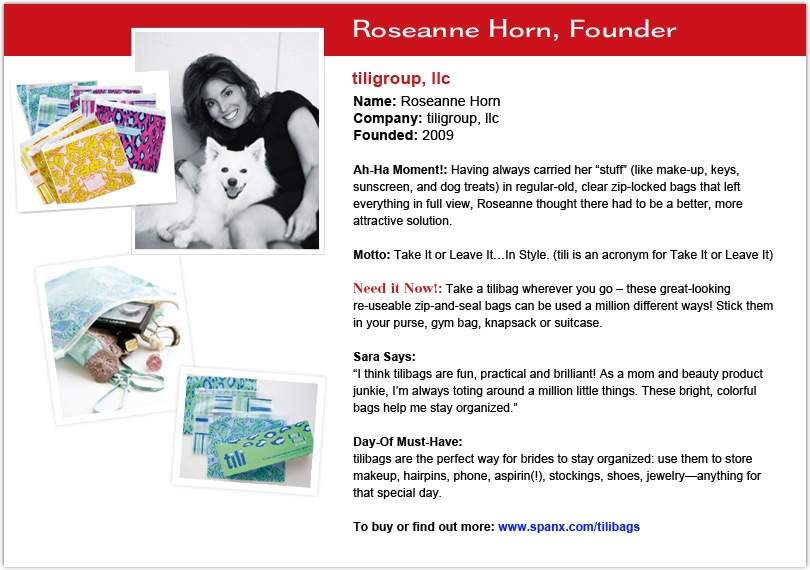 Roseanne Horn, Founder
tiligroup, llc
Name: Roseanne Horn
Company: tiligroup, llc
Founded: 2009
Ah-Ha Moment!: Having always carried her “stuff” (like make-up, keys,
sunscreen, and dog treats) in regular-old, clear zip-locked bags that left
everything in full view, Roseanne thought there had to be a better, more
attractive solution.
Motto: Take It or Leave It…In Style. (tili is an acronym for Take It or Leave It)
Need it Now!: Take a tilibag wherever you go – these great-looking
re-useable zip-and-seal bags can be used a million different ways! Stick them
in your purse, gym bag, knapsack or suitcase.
Sara Says:
“I think tilibags are fun, practical and brilliant! As a mom and beauty product
junkie, I’m always toting around a million little things. These bright, colorful
bags help me stay organized.”
Day-Of Must-Have:
tilibags are the perfect way for brides to stay organized: use them to store
makeup, hairpins, phone, aspirin(!), stockings, shoes, jewelry—anything for
that special day.
To buy or find out more: www.spanx.com/tilibags
tili